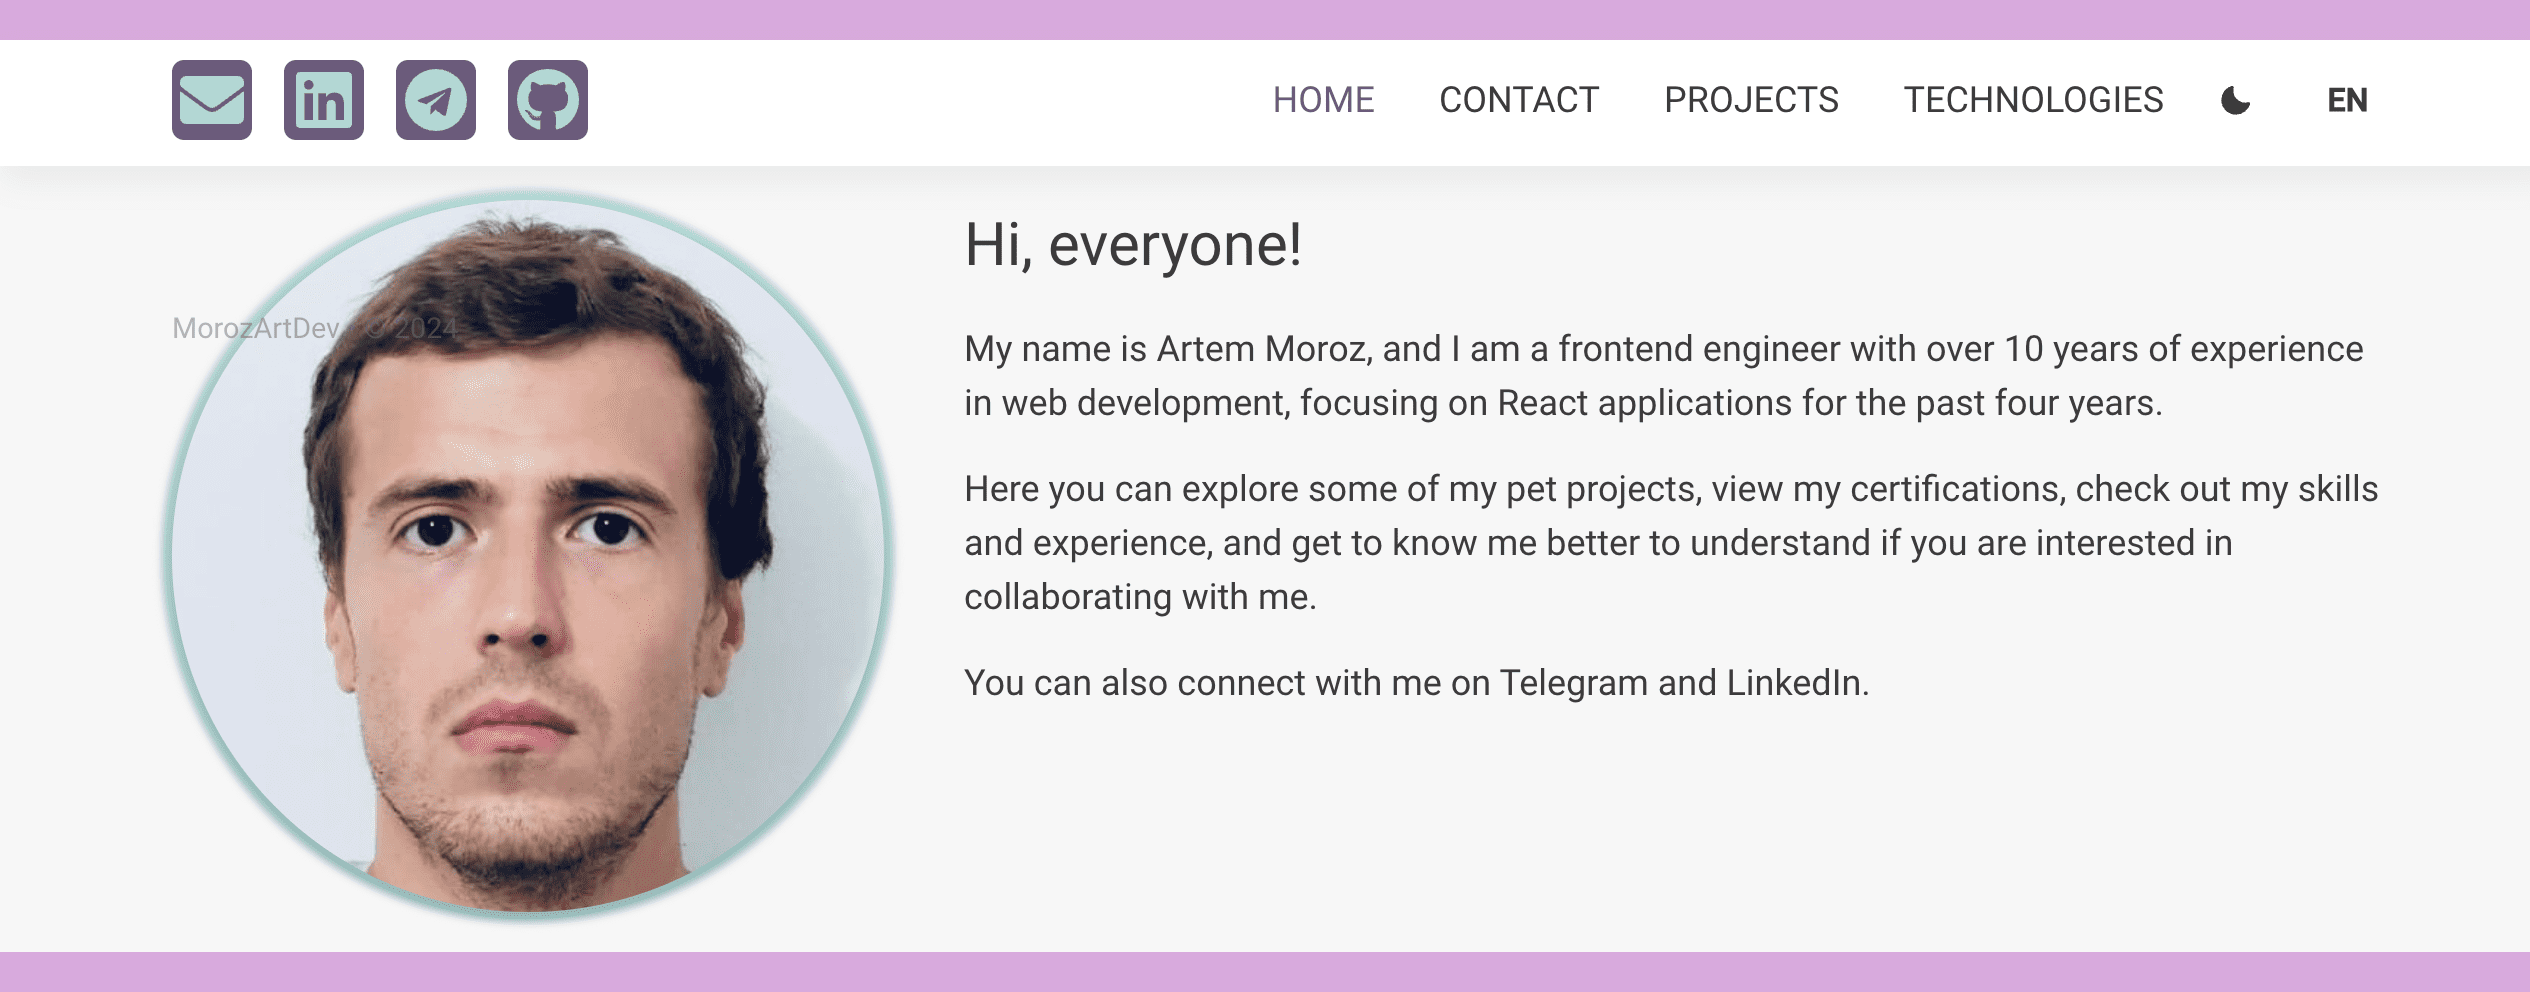 in
HOME CONTACT PROJECTS TECHNOLOGIES EN
Hi, everyone!
MorozArtDev © 2024
My name is Artem Moroz, and I am a frontend engineer with over 10 years of experience
in web development, focusing on React applications for the past four years.
Here you can explore some of my pet projects, view my certifications, check out my skills
and experience, and get to know me better to understand if you are interested in
collaborating with me.
You can also connect with me on Telegram and LinkedIn.